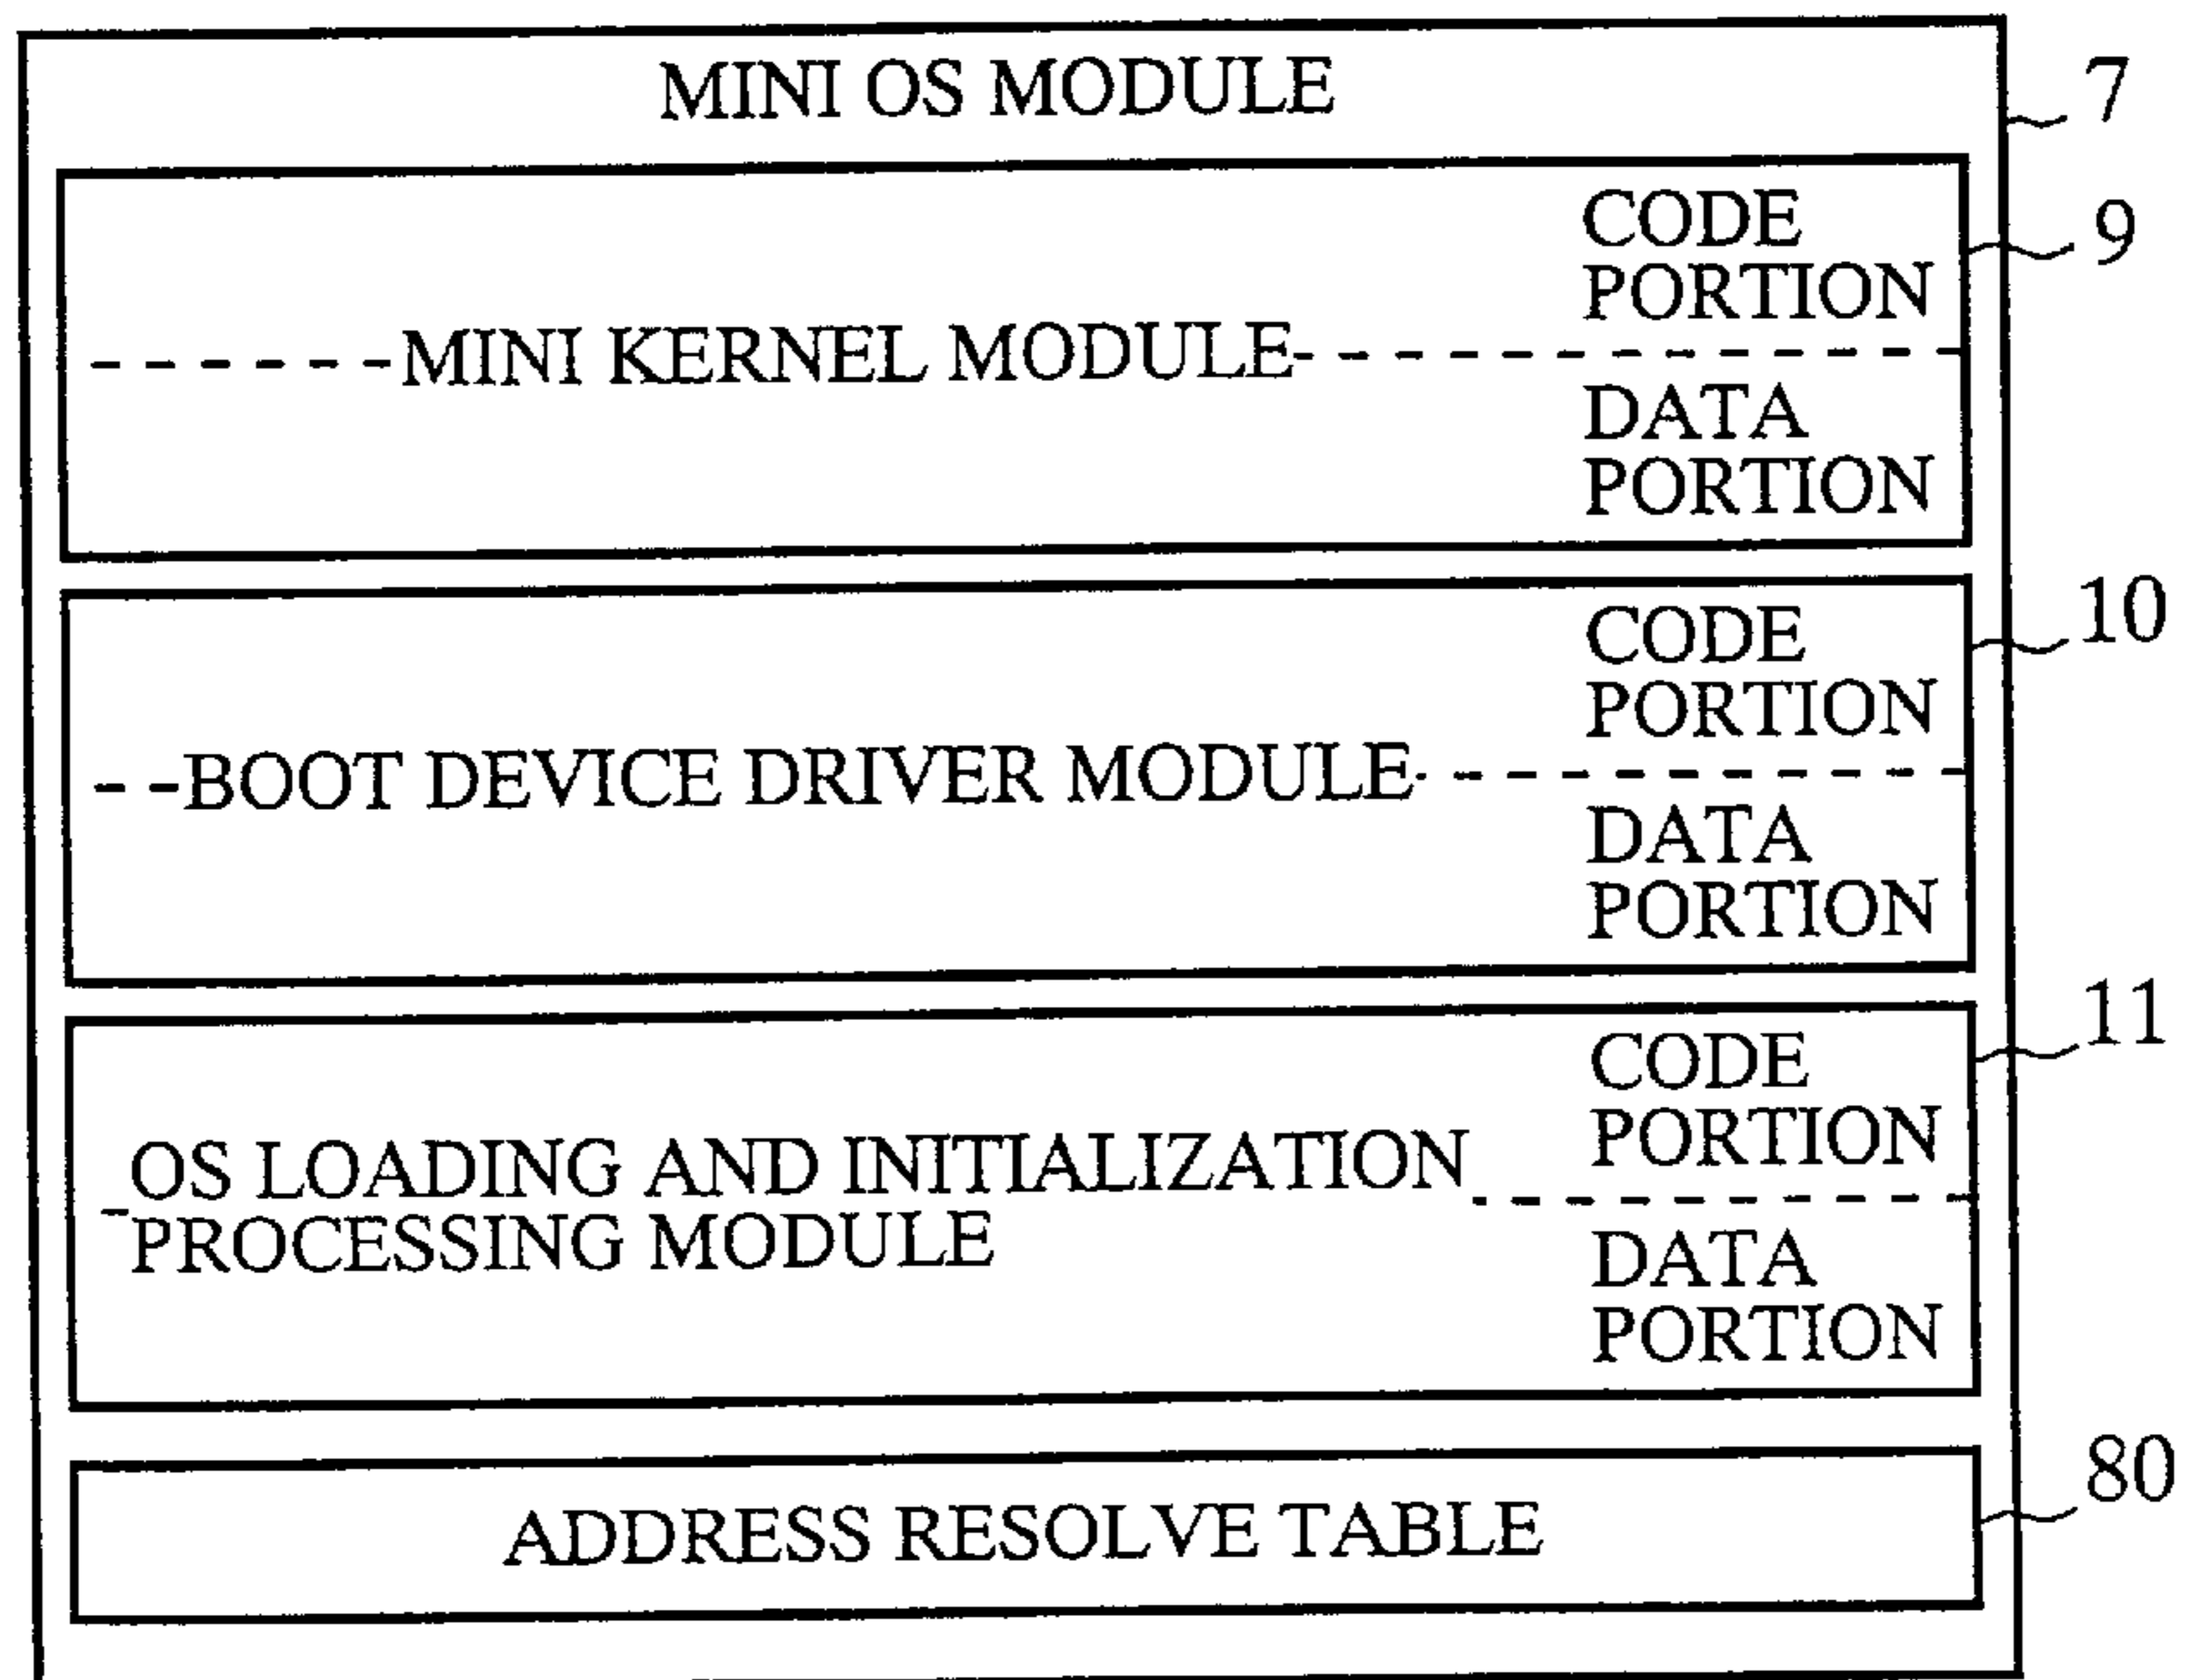 MINI OS MODULE
7
CODE
PORTION
9
MINI KERNEL MODULE
DATA
PORTION
10
CODE
PORTION
BOOT DEVICE DRIVER MODULE
DATA
PORTION
11
CODE
PORTION
OS LOADING AND INITIALIZATION
PROCESSING MODULE
DATA
PORTION
80
ADDRESS RESOLVE TABLE